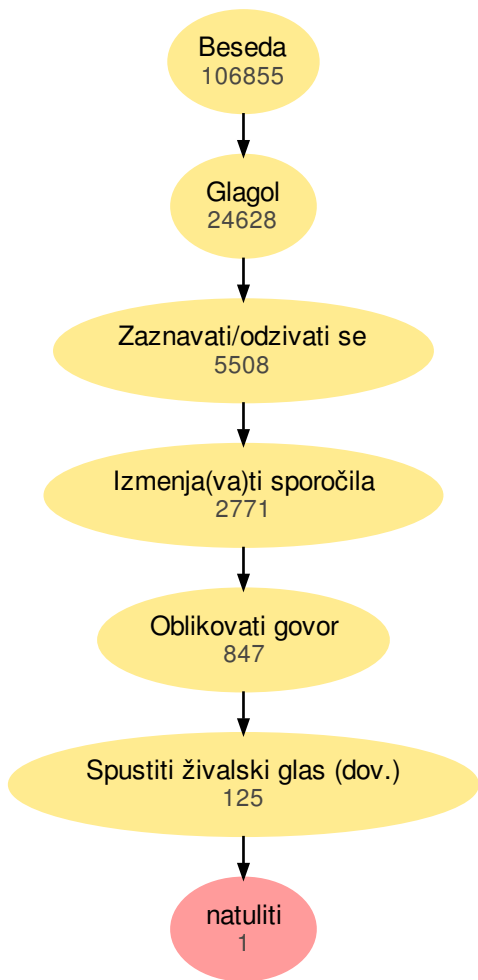 Beseda
106855
Glagol
24628
Zaznavati/odzivati se
5508
Izmenja(va)ti sporočila
2771
Oblikovati govor
847
Spustiti živalski glas (dov.)
125
natuliti
1